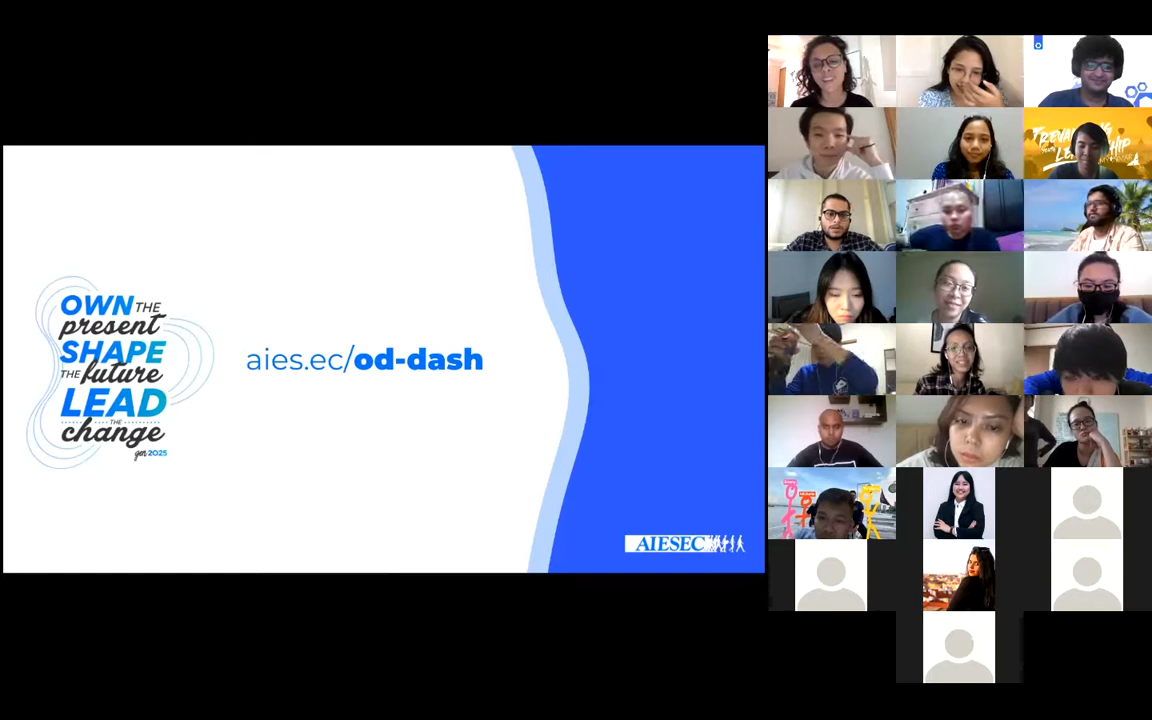 OWN THE
present
SHAPE
THE future
LEAD
THE
change
gen 2025
aies.ec/od-dash
AIESEC